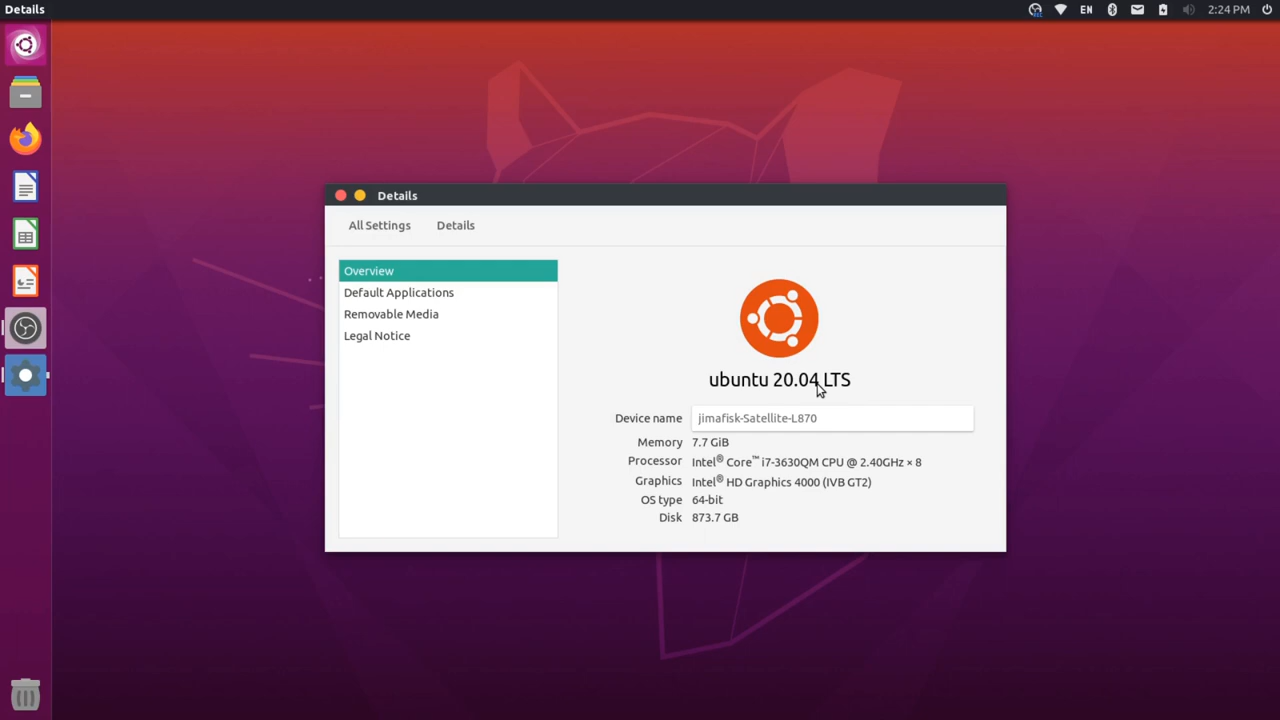 Details
EN
2:24 PM
Details
All Settings
Details
Overview
Default Applications
Removable Media
Legal Notice
ubuntu 20.04 LTS
Device name jimafisk-Satellite-L870
Memory 7.7 GiB
Processor Intel® Core™ i7-3630QM CPU @ 2.40GHz × 8
Graphics Intel® HD Graphics 4000 (IVB GT2)
OS type 64-bit
Disk 873.7 GB